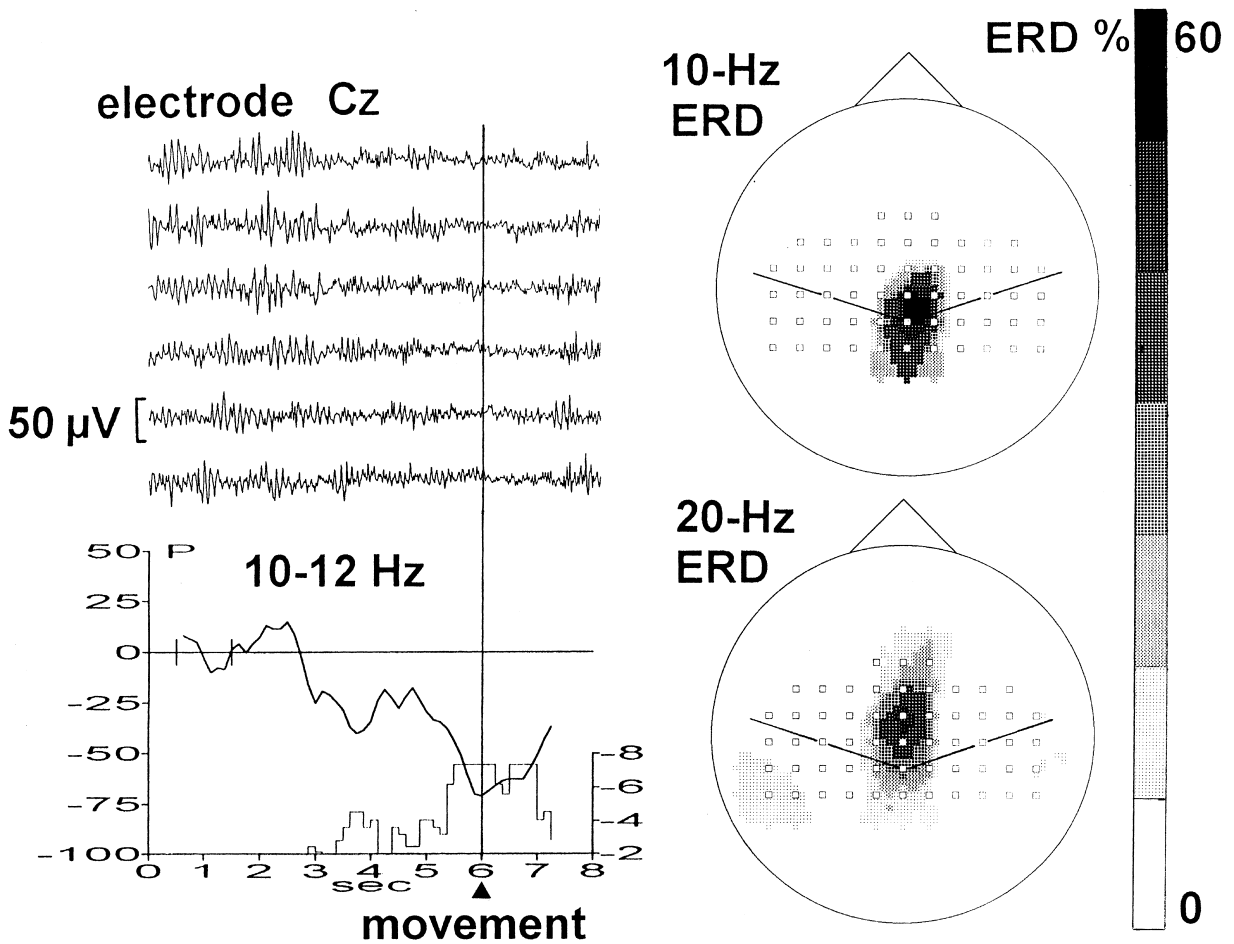 electrode Cz
50 µV
50 P
25
0
-25
-50
-75
-100
10-12 Hz
-8
-6
-4
-2
0 1 2 3 4 5 6 7 8
sec
movement
10-Hz
ERD
20-Hz
ERD
ERD % 60
0